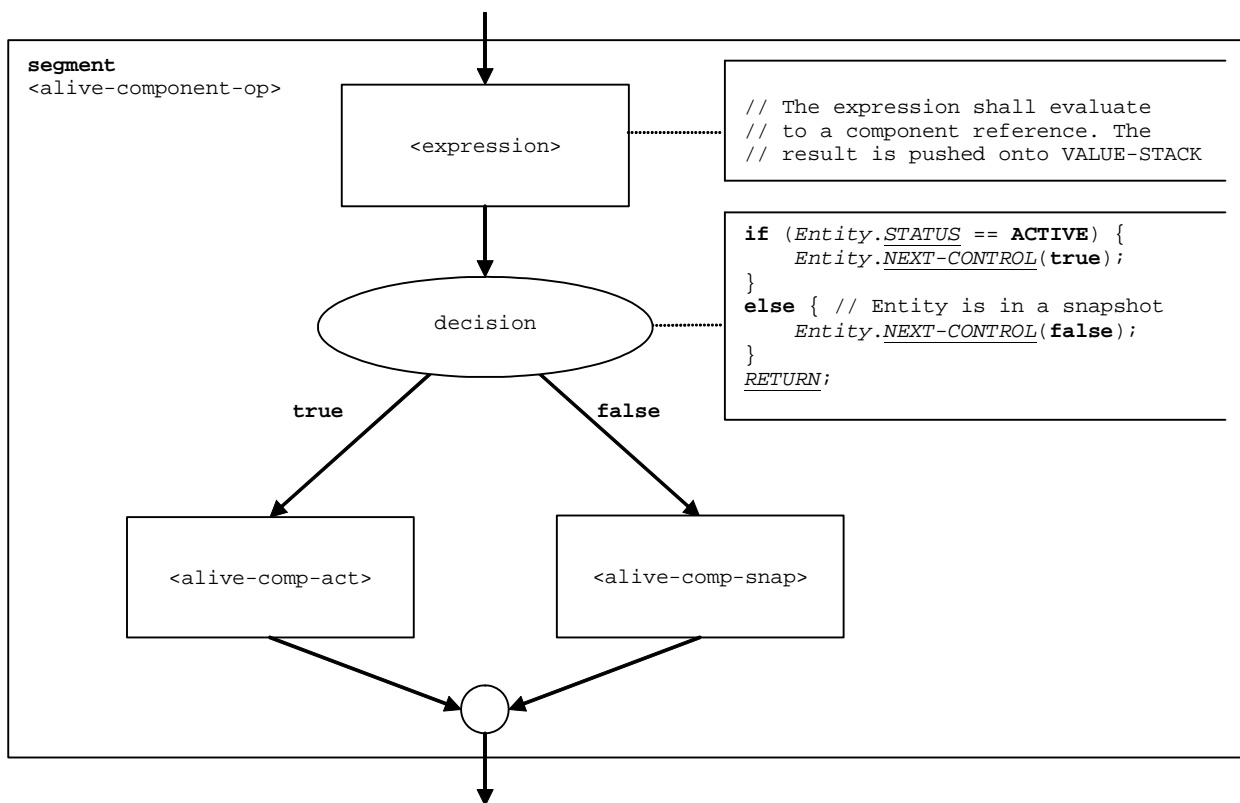 segment
<alive-component-op>
<expression>
// The expression shall evaluate
// to a component reference. The
// result is pushed onto VALUE-STACK
decision
if (Entity.STATUS == ACTIVE) {
Entity.NEXT-CONTROL(true);
}
else { // Entity is in a snapshot
Entity.NEXT-CONTROL(false);
}
RETURN;
true
false
<alive-comp-act>
<alive-comp-snap>